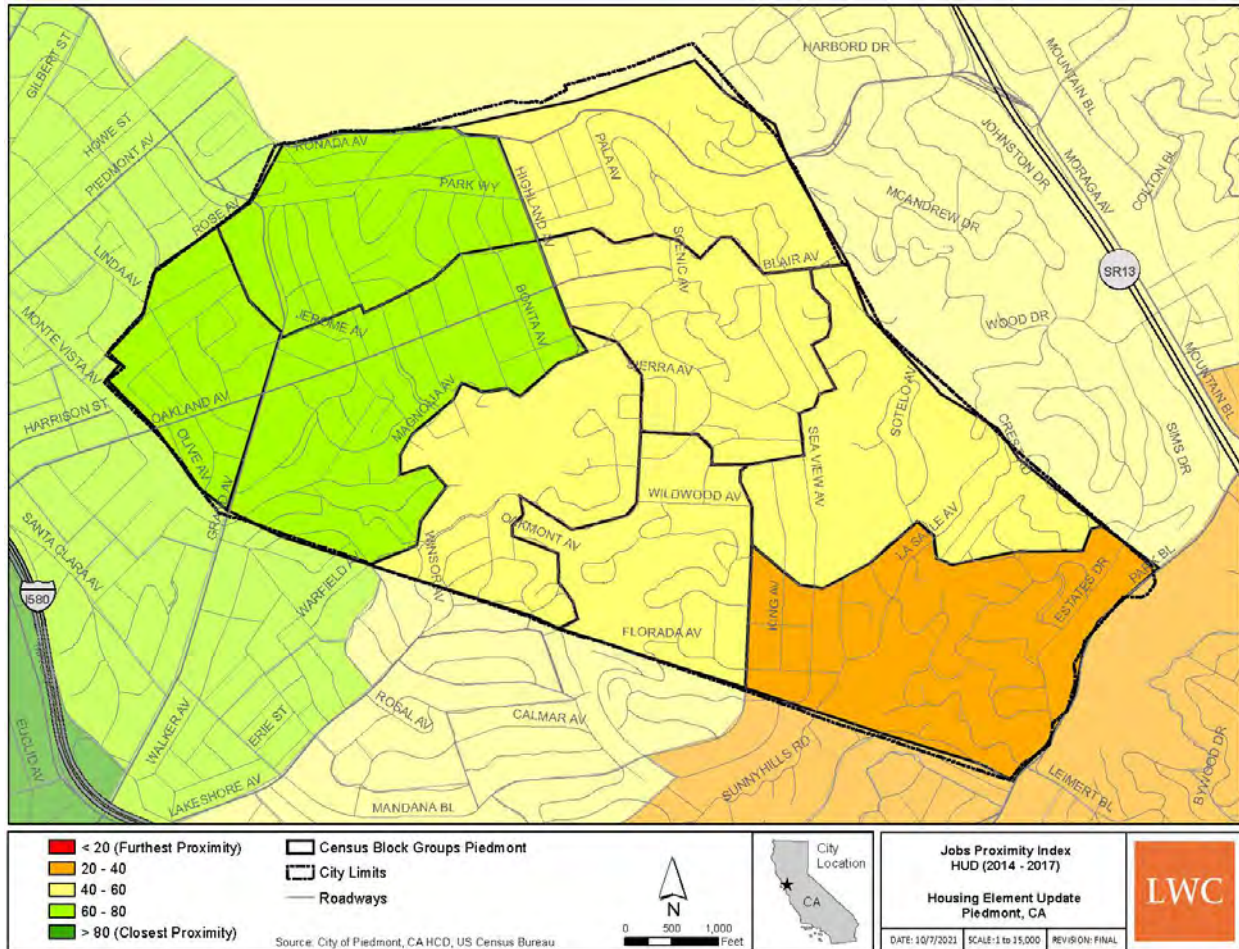 GILBERT ST
HARBORD DR
MOUNTAIN BL
HOWE ST
PIEDMONT AV
RONADA AV
JOHNSTON DR
MORAGA AV
COLTON BL
PALA AV
PARK WY
HIGHLAND AV
MCANDREW DR
ROSE AV
LINDA AV
SCENIC AV
BLAIR AV
SR13
JEROME AV
BONITA AV
WOOD DR
MONTE VISTA AV
SIERRA AV
MOUNTAIN BL
HARRISON ST
OAKLAND AV
MAGNOLIA AV
SOTELO AV
OLIVE AV
SEA VIEW AV
SIMS DR
GRAND AV
WILDWOOD AV
SANTA CLARA AV
OAKMONT AV
LA SALLE AV
WINSOR AV
PARK BL
I580
WARFIELD
ESTATES DR
KING AV
FLORADA AV
EUCLID AV
WALKER AV
ERIE ST
ROSAL AV
CALMAR AV
SUNNYHILLS RD
LEIMERT BL
BYWOOD DR
LAKESHORE AV
MANDANA BL
< 20 (Furthest Proximity)
20 - 40
40 - 60
60 - 80
> 80 (Closest Proximity)
Census Block Groups Piedmont
City Limits
Roadways
Source: City of Piedmont, CA HCD, US Census Bureau
N
0 500 1,000
Feet
City
Location
CA
Jobs Proximity Index
HUD (2014 - 2017)
Housing Element Update
Piedmont, CA
DATE: 10/7/2021
SCALE: 1 to 15,000
REVISION: FINAL
LWC